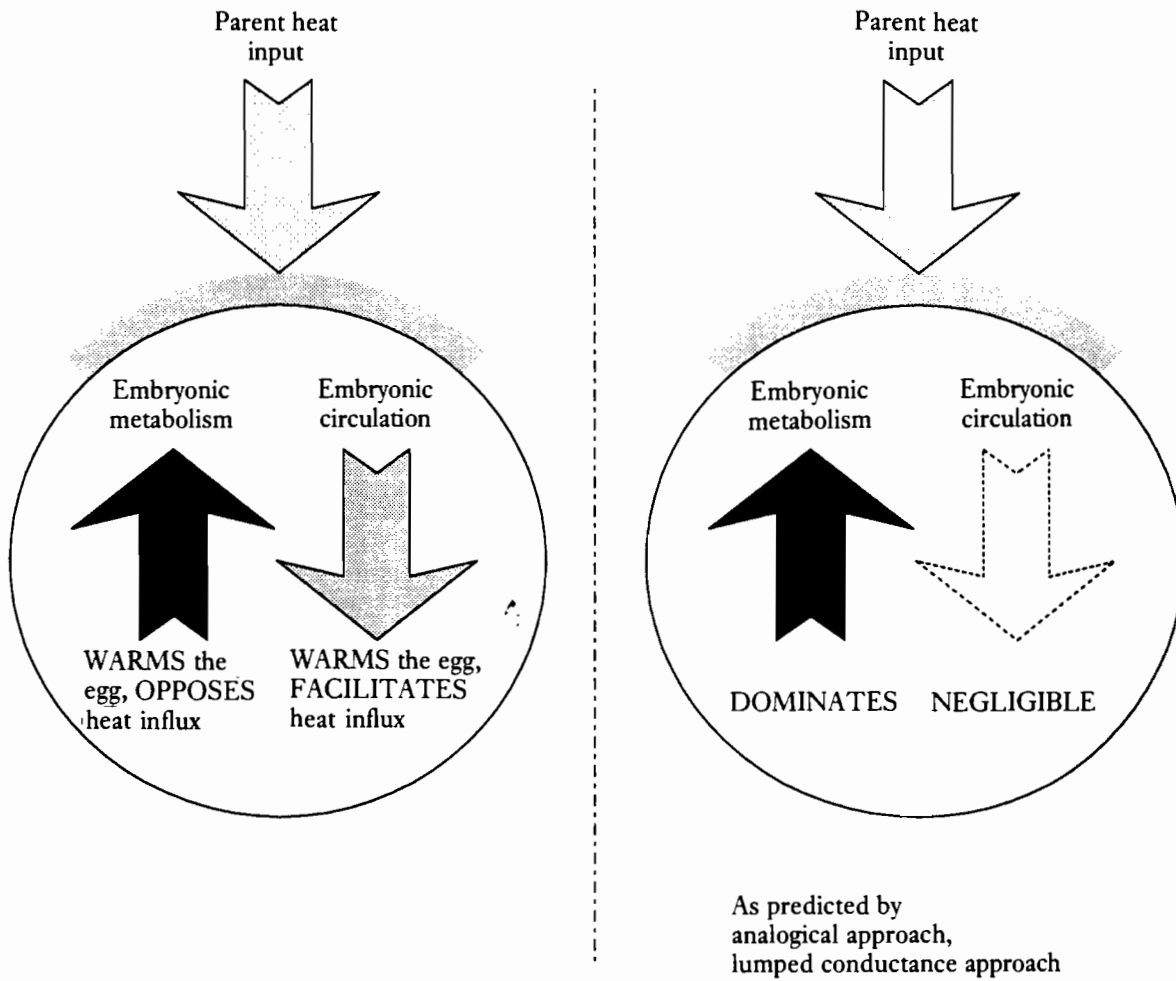 Parent heat
input
Embryonic
metabolism
Embryonic
circulation
WARMS the
egg, OPPOSES
heat influx
WARMS the egg,
FACILITATES
heat influx
Parent heat
input
Embryonic
metabolism
Embryonic
circulation
DOMINATES
NEGLIGIBLE
As predicted by
analogical approach,
lumped conductance approach